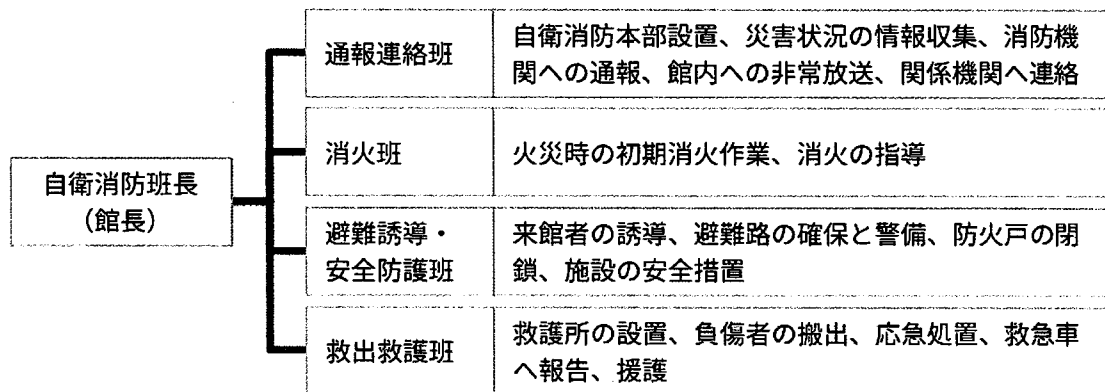 自衛消防班長
（館長）
通報連絡班
自衛消防本部設置、災害状況の情報収集、消防機
関への通報、館内への非常放送、関係機関へ連絡
消火班
火災時の初期消火作業、消火の指導
避難誘導・
安全防護班
来館者の誘導、避難路の確保と警備、防火戸の閉
鎖、施設の安全措置
救出救護班
救護所の設置、負傷者の搬出、応急処置、救急車
へ報告、援護